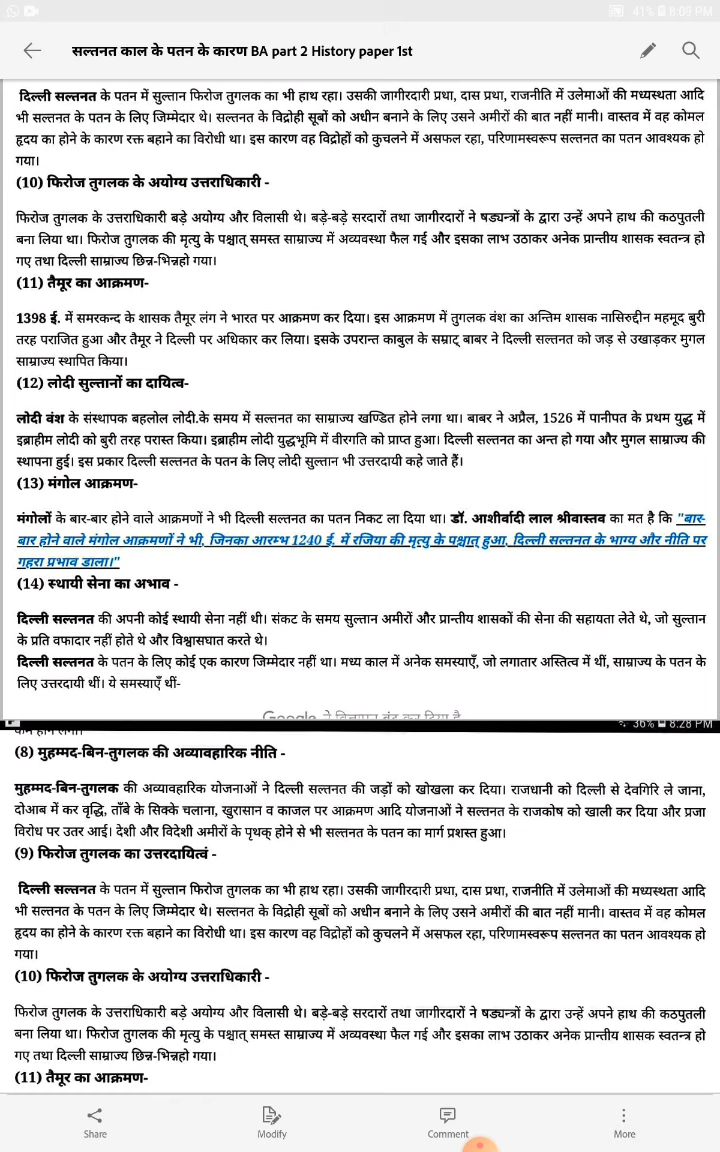 41% 8:09 PM
सल्तनत काल के पतन के कारण BA part 2 History paper 1st
दिल्ली सल्तनत के पतन में सुल्तान फिरोज तुगलक का भी हाथ रहा। उसकी जागीरदारी प्रथा, दास प्रथा, राजनीति में उलेमाओं की मध्यस्थता आदि
भी सल्तनत के पतन के लिए जिम्मेदार थे। सल्तनत के विद्रोही सूबों को अधीन बनाने के लिए उसने अमीरों की बात नहीं मानी। वास्तव में वह कोमल
हृदय का होने के कारण रक्त बहाने का विरोधी था। इस कारण वह विद्रोहों को कुचलने में असफल रहा, परिणामस्वरूप सल्तनत का पतन आवश्यक हो
गया।
(10) फिरोज तुगलक के अयोग्य उत्तराधिकारी -
फिरोज तुगलक के उत्तराधिकारी बड़े अयोग्य और विलासी थे। बड़े-बड़े सरदारों तथा जागीरदारों ने षड्यन्त्रों के द्वारा उन्हें अपने हाथ की कठपुतली
बना लिया था। फिरोज तुगलक की मृत्यु के पश्चात् समस्त साम्राज्य में अव्यवस्था फैल गई और इसका लाभ उठाकर अनेक प्रान्तीय शासक स्वतन्त्र हो
गए तथा दिल्ली साम्राज्य छिन्न-भिन्नहो गया।
(11) तैमूर का आक्रमण-
1398 ई. में समरकन्द के शासक तैमूर लंग ने भारत पर आक्रमण कर दिया। इस आक्रमण में तुगलक वंश का अन्तिम शासक नासिरुद्दीन महमूद बुरी
तरह पराजित हुआ और तैमूर ने दिल्ली पर अधिकार कर लिया। इसके उपरान्त काबुल के सम्राट् बाबर ने दिल्ली सल्तनत को जड़ से उखाड़कर मुगल
साम्राज्य स्थापित किया।
(12) लोदी सुल्तानों का दायित्व-
लोदी वंश के संस्थापक बहलोल लोदी.के समय में सल्तनत का साम्राज्य खण्डित होने लगा था। बाबर ने अप्रैल, 1526 में पानीपत के प्रथम युद्ध में
इब्राहीम लोदी को बुरी तरह परास्त किया। इब्राहीम लोदी युद्धभूमि में वीरगति को प्राप्त हुआ। दिल्ली सल्तनत का अन्त हो गया और मुगल साम्राज्य की
स्थापना हुई। इस प्रकार दिल्ली सल्तनत के पतन के लिए लोदी सुल्तान भी उत्तरदायी कहे जाते हैं।
(13) मंगोल आक्रमण-
मंगोलों के बार-बार होने वाले आक्रमणों ने भी दिल्ली सल्तनत का पतन निकट ला दिया था। डॉ. आशीर्वादी लाल श्रीवास्तव का मत है कि "बार-
बार होने वाले मंगोल आक्रमणों ने भी, जिनका आरम्भ 1240 ई. में रजिया की मृत्यु के पश्चात् हुआ, दिल्ली सल्तनत के भाग्य और नीति पर
गहरा प्रभाव डाला।"
(14) स्थायी सेना का अभाव -
दिल्ली सल्तनत की अपनी कोई स्थायी सेना नहीं थी। संकट के समय सुल्तान अमीरों और प्रान्तीय शासकों की सेना की सहायता लेते थे, जो सुल्तान
के प्रति वफादार नहीं होते थे और विश्वासघात करते थे।
दिल्ली सल्तनत के पतन के लिए कोई एक कारण जिम्मेदार नहीं था। मध्य काल में अनेक समस्याएँ, जो लगातार अस्तित्व में थीं, साम्राज्य के पतन के
लिए उत्तरदायी थीं। ये समस्याएँ थीं-
Google ने विज्ञापन बंद कर दिया है
36% 8:28 PM
(8) मुहम्मद-बिन-तुगलक की अव्यावहारिक नीति -
मुहम्मद-बिन-तुगलक की अव्यावहारिक योजनाओं ने दिल्ली सल्तनत की जड़ों को खोखला कर दिया। राजधानी को दिल्ली से देवगिरि ले जाना,
दोआब में कर वृद्धि, ताँबे के सिक्के चलाना, खुरासान व काजल पर आक्रमण आदि योजनाओं ने सल्तनत के राजकोष को खाली कर दिया और प्रजा
विरोध पर उतर आई। देशी और विदेशी अमीरों के पृथक् होने से भी सल्तनत के पतन का मार्ग प्रशस्त हुआ।
(9) फिरोज तुगलक का उत्तरदायित्वं -
दिल्ली सल्तनत के पतन में सुल्तान फिरोज तुगलक का भी हाथ रहा। उसकी जागीरदारी प्रथा, दास प्रथा, राजनीति में उलेमाओं की मध्यस्थता आदि
भी सल्तनत के पतन के लिए जिम्मेदार थे। सल्तनत के विद्रोही सूबों को अधीन बनाने के लिए उसने अमीरों की बात नहीं मानी। वास्तव में वह कोमल
हृदय का होने के कारण रक्त बहाने का विरोधी था। इस कारण वह विद्रोहों को कुचलने में असफल रहा, परिणामस्वरूप सल्तनत का पतन आवश्यक हो
गया।
(10) फिरोज तुगलक के अयोग्य उत्तराधिकारी -
फिरोज तुगलक के उत्तराधिकारी बड़े अयोग्य और विलासी थे। बड़े-बड़े सरदारों तथा जागीरदारों ने षड्यन्त्रों के द्वारा उन्हें अपने हाथ की कठपुतली
बना लिया था। फिरोज तुगलक की मृत्यु के पश्चात् समस्त साम्राज्य में अव्यवस्था फैल गई और इसका लाभ उठाकर अनेक प्रान्तीय शासक स्वतन्त्र हो
गए तथा दिल्ली साम्राज्य छिन्न-भिन्नहो गया।
(11) तैमूर का आक्रमण-
Share Modify Comment More